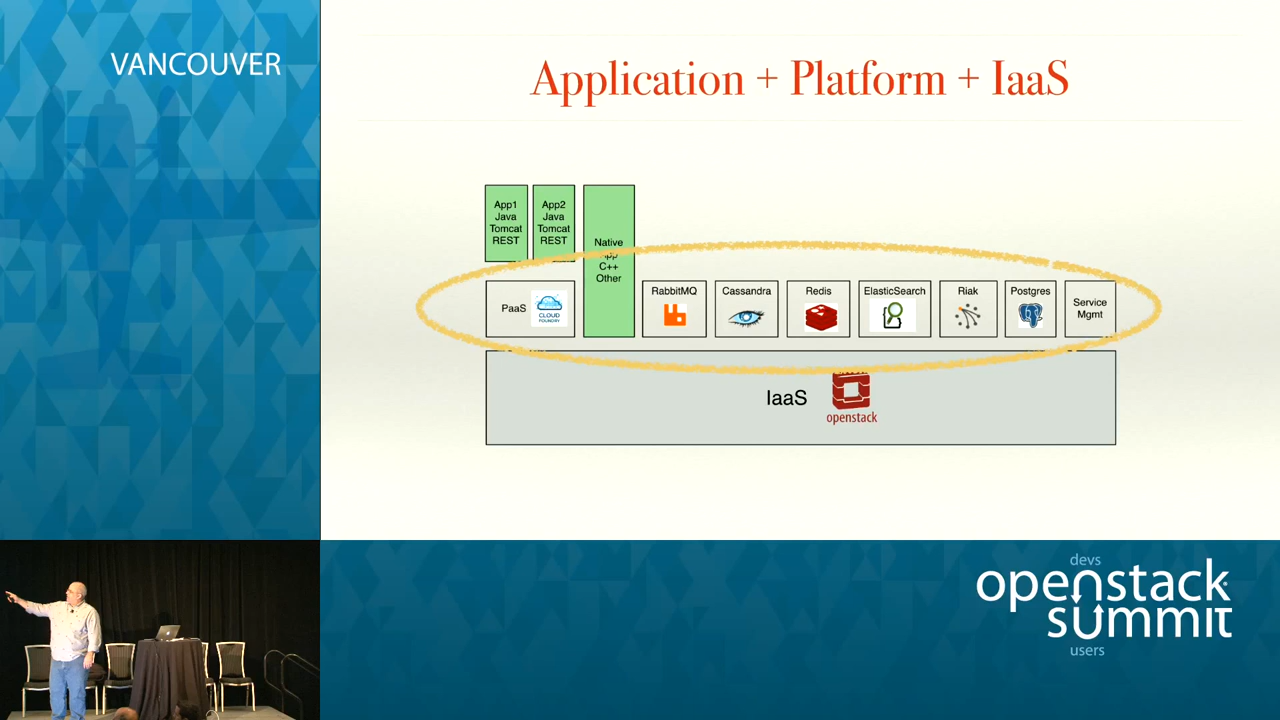 VANCOUVER
Application + Platform + IaaS
App1
Java
Tomcat
REST
App2
Java
Tomcat
REST
Native
App
C++
Other
PaaS
CLOUD
FOUNDRY
RabbitMQ
Cassandra
Redis
ElasticSearch
Riak
Postgres
Service
Mgmt
IaaS
openstack
devs
openstack
summit
users